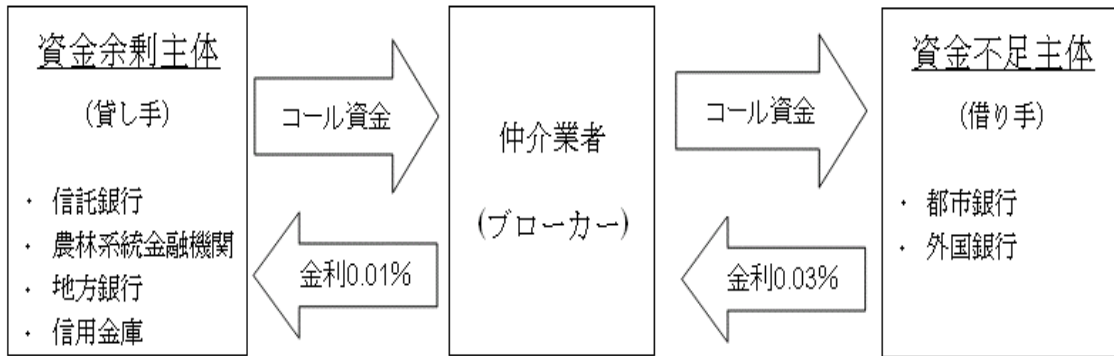 資金余剰主体
(貸し手)
・ 信託銀行
・ 農林系統金融機関
・ 地方銀行
・ 信用金庫
コール資金
金利0.01%
仲介業者
(ブローカー)
コール資金
金利0.03%
資金不足主体
(借り手)
・ 都市銀行
・ 外国銀行